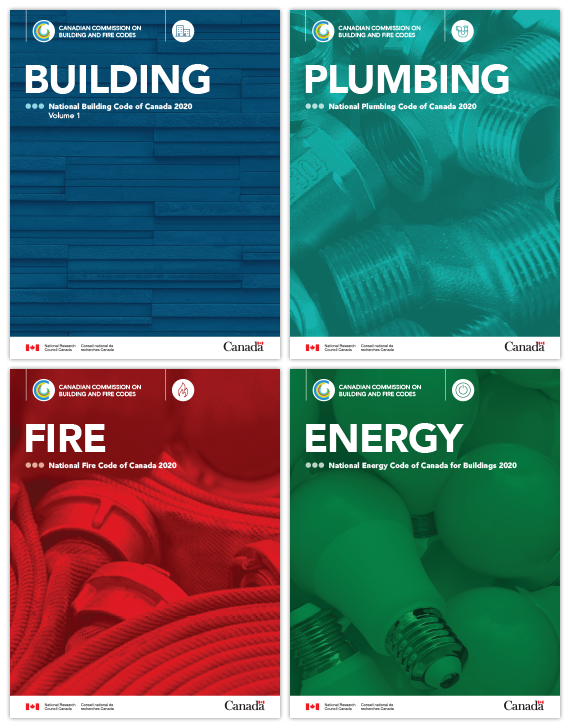 CANADIAN COMMISSION ON
BUILDING AND FIRE CODES
BUILDING
National Building Code of Canada 2020
Volume 1
National Research
Council Canada
Conseil national de
recherches Canada
Canada
CANADIAN COMMISSION ON
BUILDING AND FIRE CODES
PLUMBING
National Plumbing Code of Canada 2020
National Research
Council Canada
Conseil national de
recherches Canada
Canada
CANADIAN COMMISSION ON
BUILDING AND FIRE CODES
FIRE
National Fire Code of Canada 2020
National Research
Council Canada
Conseil national de
recherches Canada
Canada
CANADIAN COMMISSION ON
BUILDING AND FIRE CODES
ENERGY
National Energy Code of Canada for Buildings 2020
National Research
Council Canada
Conseil national de
recherches Canada
Canada